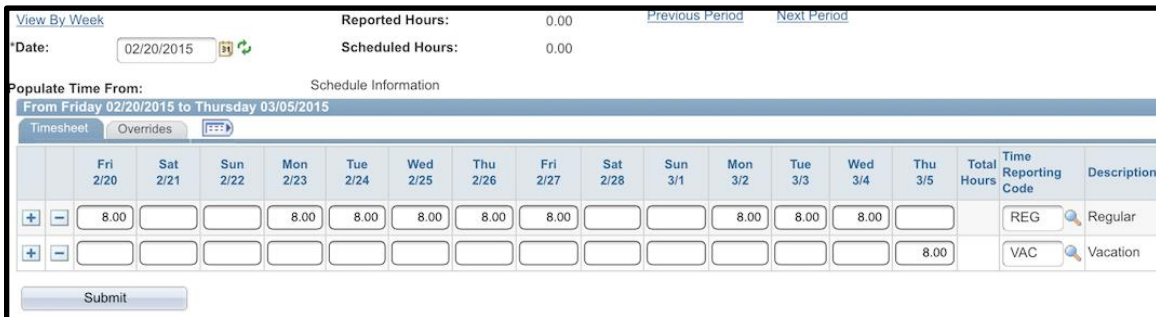 View By Week Reported Hours: 0.00 Previous Period Next Period
*Date: 02/20/2015 31 Scheduled Hours: 0.00
Populate Time From: Schedule Information
From Friday 02/20/2015 to Thursday 03/05/2015
Timesheet Overrides
Fri 2/20 Sat 2/21 Sun 2/22 Mon 2/23 Tue 2/24 Wed 2/25 Thu 2/26 Fri 2/27 Sat 2/28 Sun 3/1 Mon 3/2 Tue 3/3 Wed 3/4 Thu 3/5 Total Hours Time Reporting Code Description
+ - 8.00 8.00 8.00 8.00 8.00 8.00 8.00 8.00 8.00 REG Regular
+ - 8.00 VAC Vacation
Submit